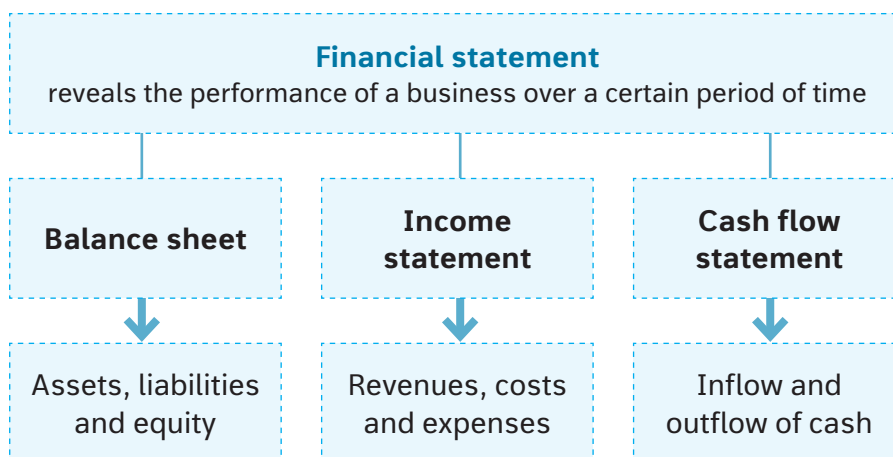 Financial statement
reveals the performance of a business over a certain period of time
Balance sheet
Income
statement
Cash flow
statement
Assets, liabilities
and equity
Revenues, costs
and expenses
Inflow and
outflow of cash